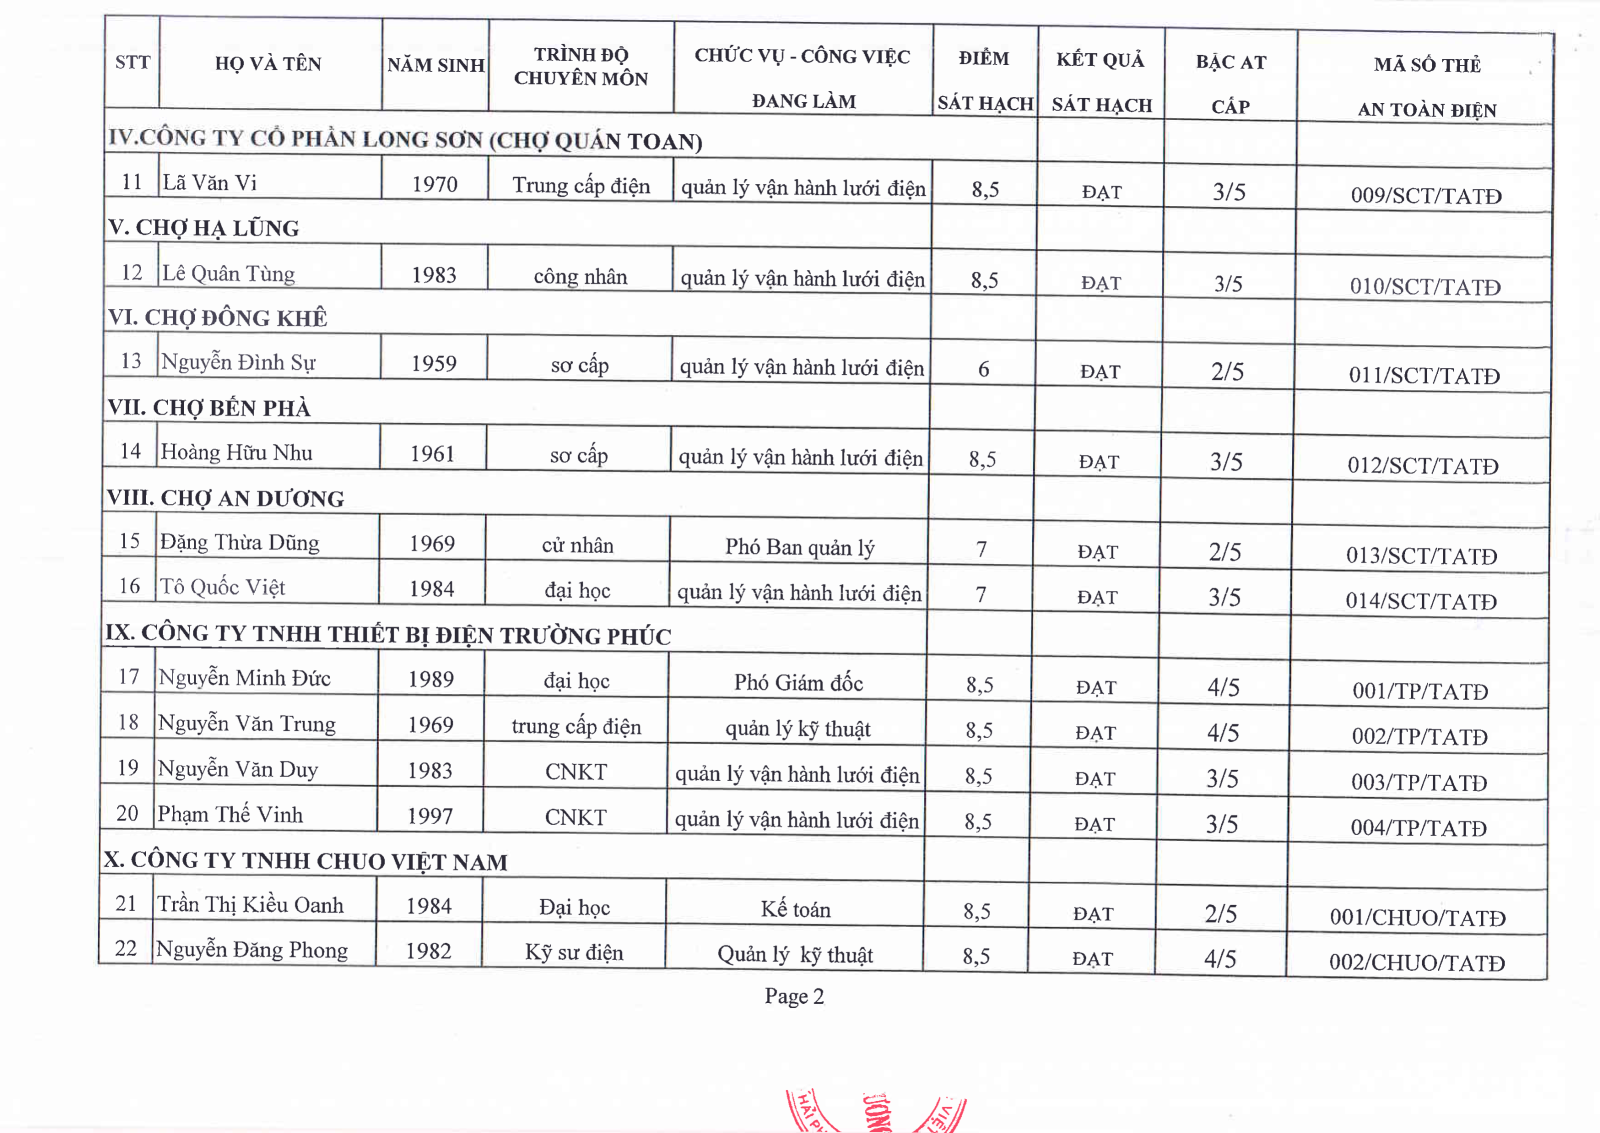 STT HỌ VÀ TÊN NĂM SINH TRÌNH ĐỘ CHUYÊN MÔN CHỨC VỤ - CÔNG VIỆC ĐANG LÀM ĐIỂM SÁT HẠCH KẾT QUẢ SÁT HẠCH BẬC AT CẤP MÃ SỐ THẺ AN TOÀN ĐIỆN
IV.CÔNG TY CỔ PHẦN LONG SƠN (CHỢ QUÁN TOAN)
11 Lã Văn Vi 1970 Trung cấp điện quản lý vận hành lưới điện 8,5 ĐẠT 3/5 009/SCT/TATĐ
V. CHỢ HẠ LŨNG
12 Lê Quân Tùng 1983 công nhân quản lý vận hành lưới điện 8,5 ĐẠT 3/5 010/SCT/TATĐ
VI. CHỢ ĐÔNG KHÊ
13 Nguyễn Đình Sự 1959 sơ cấp quản lý vận hành lưới điện 6 ĐẠT 2/5 011/SCT/TATĐ
VII. CHỢ BẾN PHÀ
14 Hoàng Hữu Nhu 1961 sơ cấp quản lý vận hành lưới điện 8,5 ĐẠT 3/5 012/SCT/TATĐ
VIII. CHỢ AN DƯƠNG
15 Đặng Thừa Dũng 1969 cử nhân Phó Ban quản lý 7 ĐẠT 2/5 013/SCT/TATĐ
16 Tô Quốc Việt 1984 đại học quản lý vận hành lưới điện 7 ĐẠT 3/5 014/SCT/TATĐ
IX. CÔNG TY TNHH THIẾT BỊ ĐIỆN TRƯỜNG PHÚC
17 Nguyễn Minh Đức 1989 đại học Phó Giám đốc 8,5 ĐẠT 4/5 001/TP/TATĐ
18 Nguyễn Văn Trung 1969 trung cấp điện quản lý kỹ thuật 8,5 ĐẠT 4/5 002/TP/TATĐ
19 Nguyễn Văn Duy 1983 CNKT quản lý vận hành lưới điện 8,5 ĐẠT 3/5 003/TP/TATĐ
20 Phạm Thế Vinh 1997 CNKT quản lý vận hành lưới điện 8,5 ĐẠT 3/5 004/TP/TATĐ
X. CÔNG TY TNHH CHUO VIỆT NAM
21 Trần Thị Kiều Oanh 1984 Đại học Kế toán 8,5 ĐẠT 2/5 001/CHUO/TATĐ
22 Nguyễn Đăng Phong 1982 Kỹ sư điện Quản lý kỹ thuật 8,5 ĐẠT 4/5 002/CHUO/TATĐ
Page 2